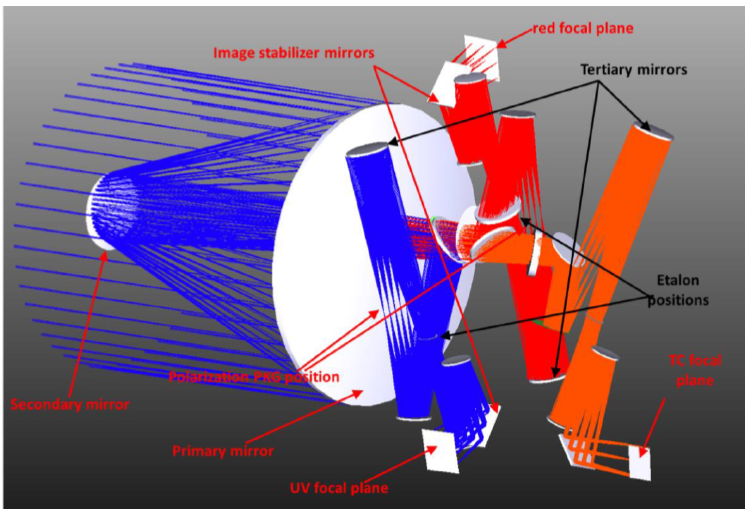 red focal plane
Image stabilizer mirrors
Tertiary mirrors
Etalon
positions
TC focal
plane
Polarization PKG position
Secondary mirror
Primary mirror
UV focal plane